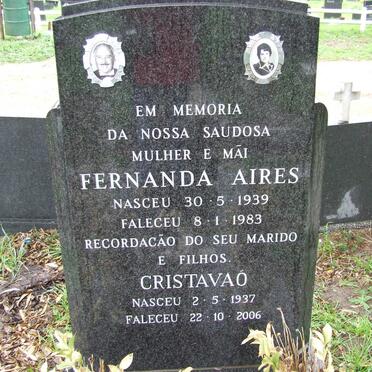 EM MEMORIA
DA NOSSA SAUDOSA
MULHER E MÃI
FERNANDA AIRES
NASCEU 30·5·1939
FALECEU 8·1·1983
RECORDACÃO DO SEU MARIDO
E FILHOS.
CRISTAVAÕ
NASCEU 2·5·1937
FALECEU 22·10·2006